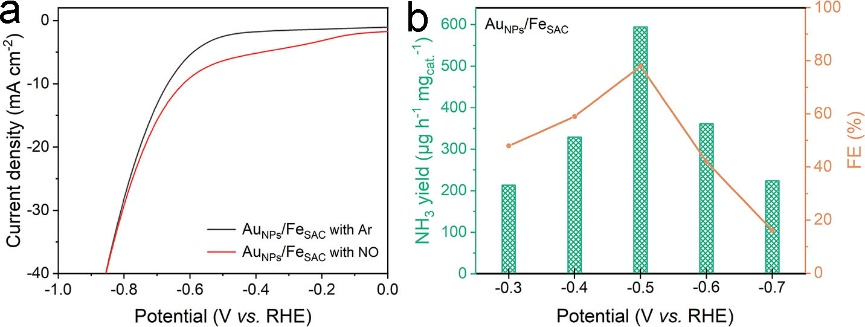 a
0
-10
-20
-30
-40
Current density (mA cm-2)
AuNPs/FeSAC with Ar
AuNPs/FeSAC with NO
-1.0 -0.8 -0.6 -0.4 -0.2 0.0
Potential (V vs. RHE)
b
AuNPs/FeSAC
600
500
400
300
200
100
0
NH3 yield (μg h-1 mgcat.-1)
100
80
60
40
20
0
FE (%)
-0.3 -0.4 -0.5 -0.6 -0.7
Potential (V vs. RHE)